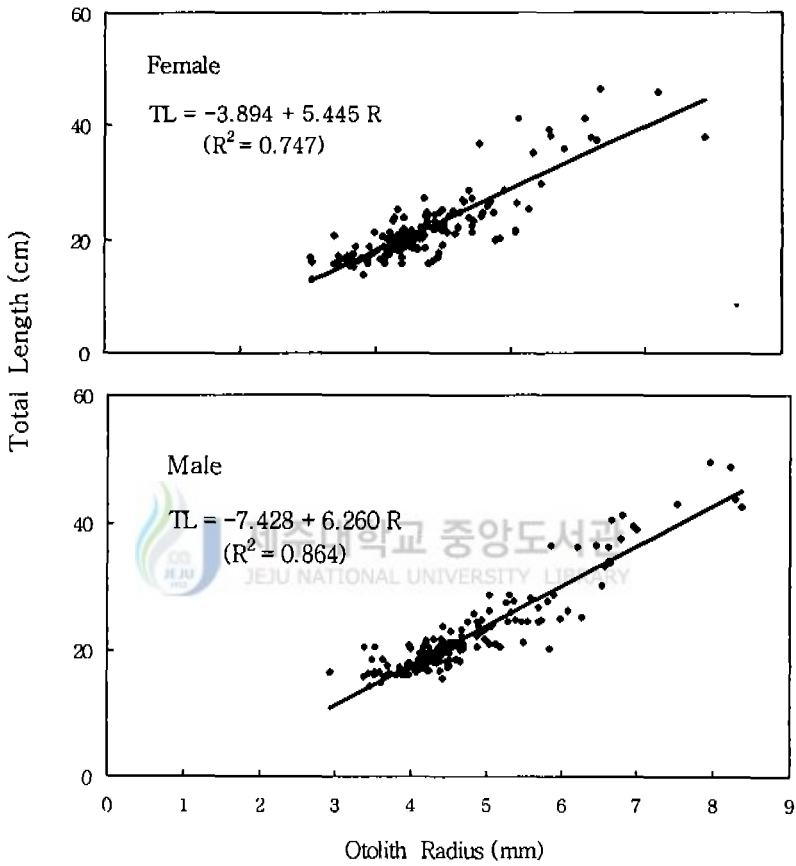 60
40
20
0
Female
TL = -3.894 + 5.445 R
(R² = 0.747)
Total Length (cm)
60
40
20
0
Male
TL = -7.428 + 6.260 R
(R² = 0.864)
제주대학교 중앙도서관
JEJU NATIONAL UNIVERSITY LIBRARY
JEJU
1952
0 1 2 3 4 5 6 7 8 9
Otolith Radius (mm)